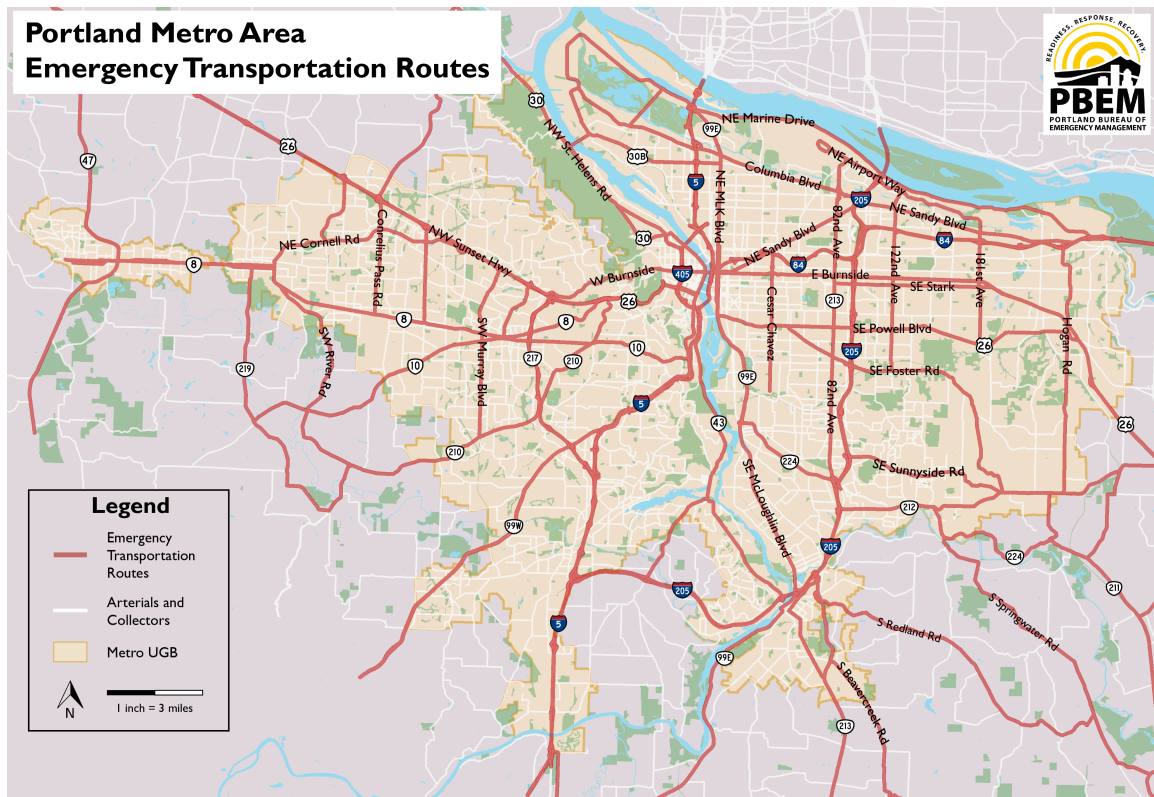 Portland Metro Area
Emergency Transportation Routes
READINESS. RESPONSE. RECOVERY.
PBEM
PORTLAND BUREAU OF
EMERGENCY MANAGEMENT
30
NE Marine Drive
99E
26
47
NW St. Helens Rd
30B
NE Airport Way
Columbia Blvd
5
NE MLK Blvd
205
82nd Ave
NE Sandy Blvd
Cornelius Pass Rd
NE Cornell Rd
NW Sunset Hwy
30
NE Sandy Blvd
84
122nd Ave
181st Ave
8
W Burnside
405
84
E Burnside
SE Stark
26
213
Cesar Chavez
8
8
SW Murray Blvd
SE Powell Blvd
Hogan Rd
SW River Rd
217
210
10
205
26
219
10
99E
SE Foster Rd
82nd Ave
5
43
26
210
224
SE Sunnyside Rd
SE McLoughlin Blvd
212
99W
205
224
211
205
S Springwater Rd
5
S Redland Rd
99E
S Beavercreek Rd
213
Legend
Emergency
Transportation
Routes
Arterials and
Collectors
Metro UGB
N
1 inch = 3 miles